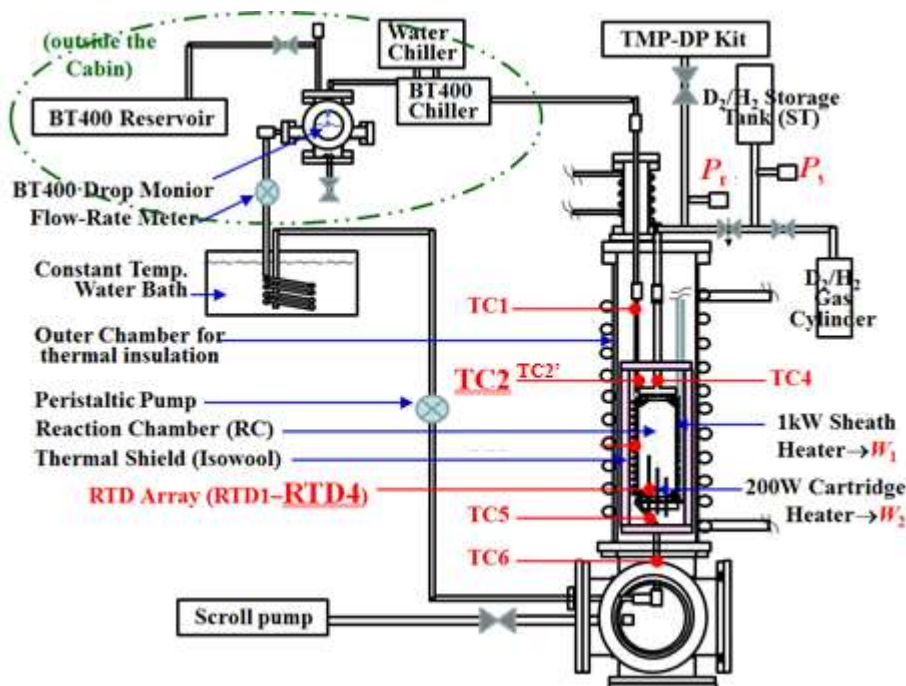 (outside the
Cabin)
Water
Chiller
BT400
Chiller
BT400 Reservoir
BT400 Drop Monior
Flow-Rate Meter
Constant Temp.
Water Bath
Outer Chamber for
thermal insulation
Peristaltic Pump
Reaction Chamber (RC)
Thermal Shield (Isowool)
RTD Array (RTD1–RTD4)
Scroll pump
TMP-DP Kit
D2/H2 Storage
Tank (ST)
Pr
Ps
D2/H2
Gas
Cylinder
TC1
TC2 TC2'
TC4
1kW Sheath
Heater→W1
200W Cartridge
Heater→W2
TC5
TC6